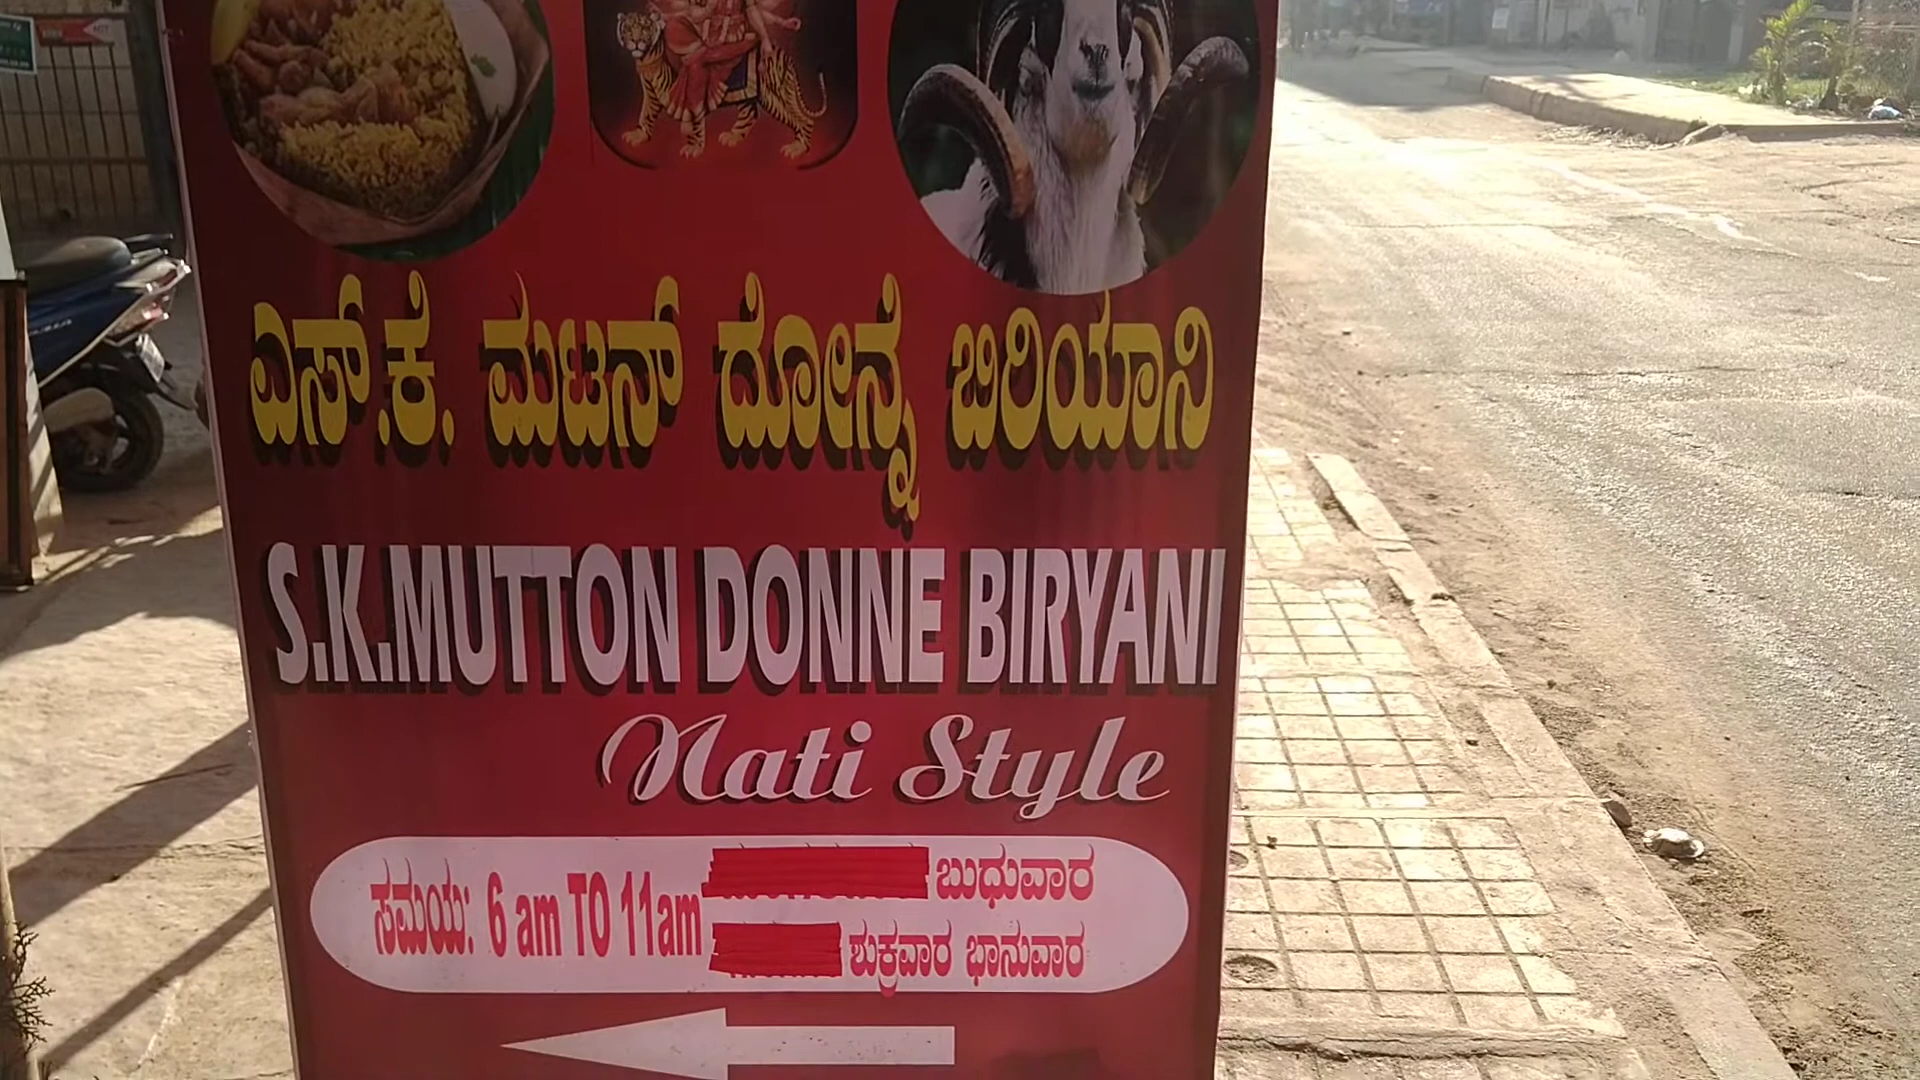 ಎಸ್.ಕೆ. ಮಟನ್ ದೋನ್ನೆ ಬಿರಿಯಾನಿ
S.K.MUTTON DONNE BIRYANI
Nati Style
ಸಮಯ: 6 am TO 11am
ಬುಧುವಾರ
ಶುಕ್ರವಾರ ಭಾನುವಾರ